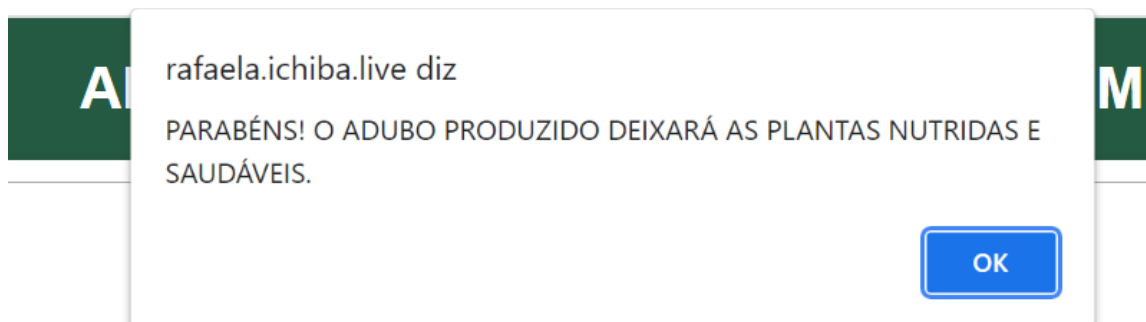 rafaela.ichiba.live diz
PARABÉNS! O ADUBO PRODUZIDO DEIXARÁ AS PLANTAS NUTRIDAS E
SAUDÁVEIS.
OK